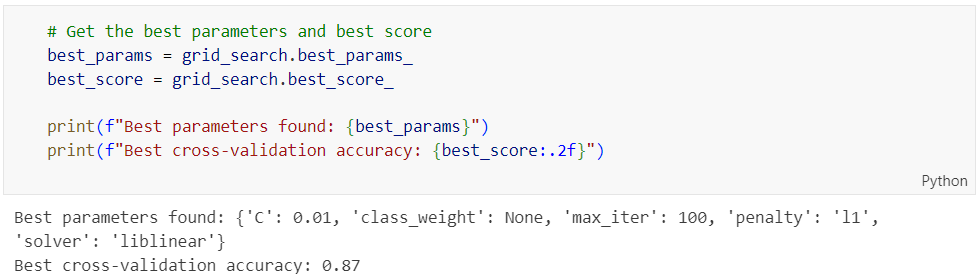 # Get the best parameters and best score
best_params = grid_search.best_params_
best_score = grid_search.best_score_
print(f"Best parameters found: {best_params}")
print(f"Best cross-validation accuracy: {best_score:.2f}")
Python
Best parameters found: {'C': 0.01, 'class_weight': None, 'max_iter': 100, 'penalty': 'l1',
'solver': 'liblinear'}
Best cross-validation accuracy: 0.87